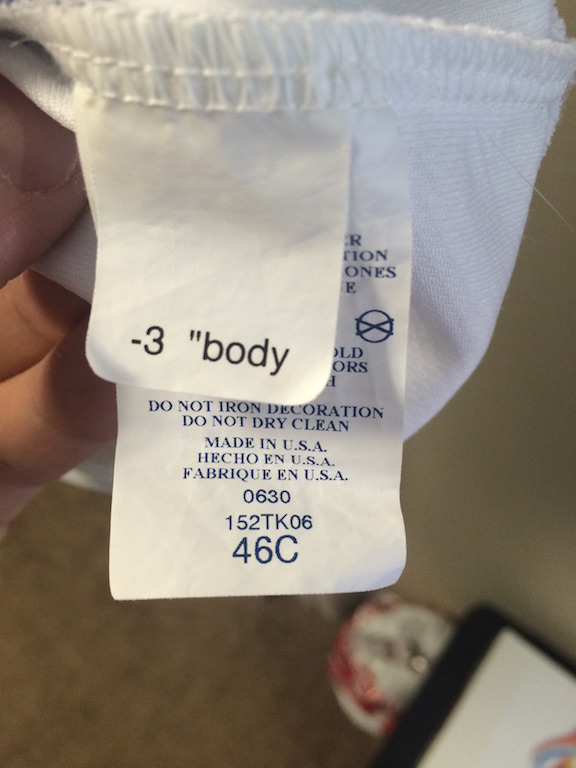 -3 "body
ONES
DO NOT IRON DECORATION
DO NOT DRY CLEAN
MADE IN U.S.A.
HECHO EN U.S.A.
FABRIQUE EN U.S.A.
0630
152TK06
46C